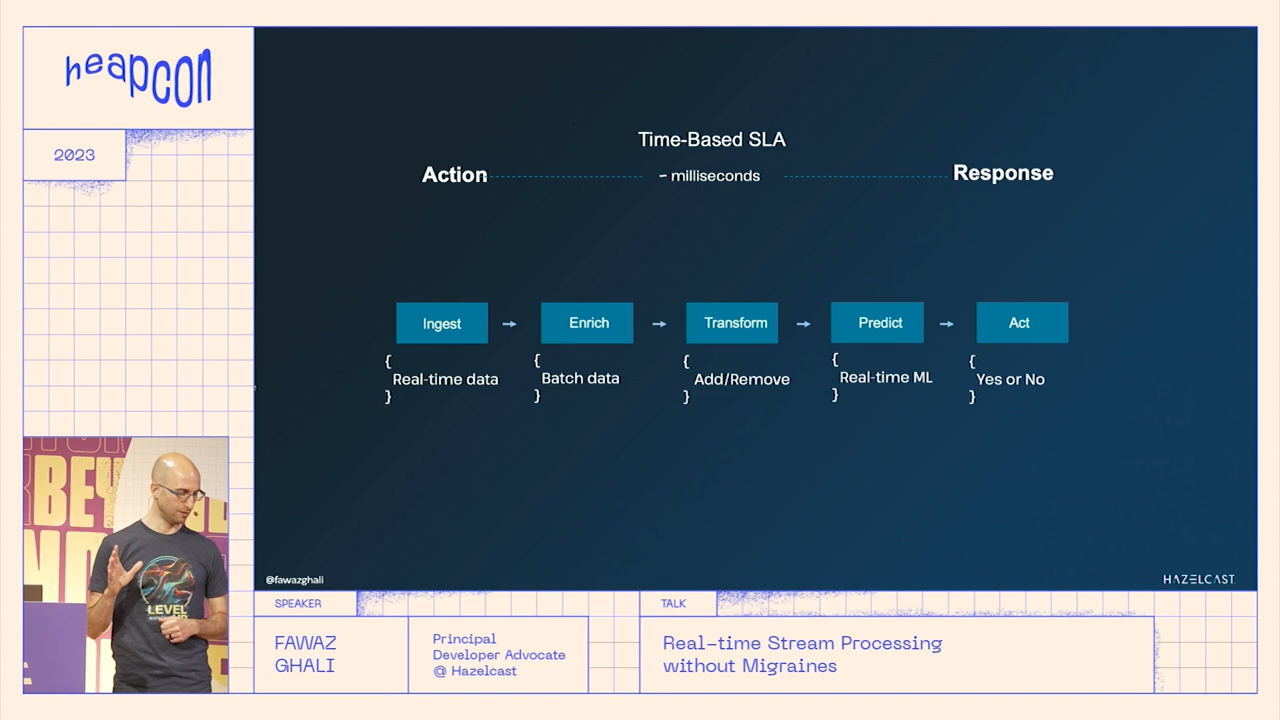 heapcon
2023
Time-Based SLA
Action
~ milliseconds
Response
Ingest
Enrich
Transform
Predict
Act
{
Real-time data
}
{
Batch data
}
{
Add/Remove
}
{
Real-time ML
}
{
Yes or No
}
@fawazghali
HAZELCAST
BEY
LEVEL
SPEAKER
FAWAZ
GHALI
Principal
Developer Advocate
@ Hazelcast
TALK
Real-time Stream Processing
without Migraines